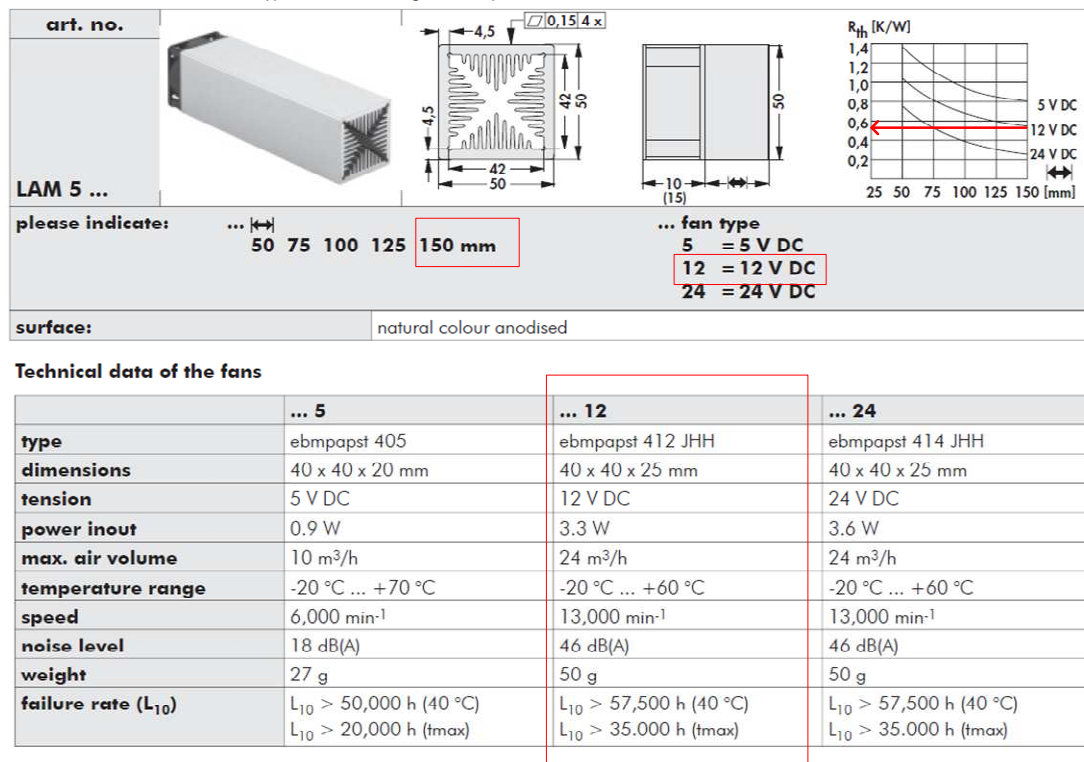 art. no.
LAM 5 ...
4,5
0,15 4 x
4,5
42
50
42
50
50
10
(15)
Rth [K/W]
1,4
1,2
1,0
0,8
0,6
0,4
0,2
5 V DC
12 V DC
24 V DC
25 50 75 100 125 150 [mm]
please indicate: ... ... fan type
50 75 100 125 150 mm 5 = 5 V DC
12 = 12 V DC
24 = 24 V DC
surface: natural colour anodised
Technical data of the fans
... 5 ... 12 ... 24
type ebmpapst 405 ebmpapst 412 JHH ebmpapst 414 JHH
dimensions 40 x 40 x 20 mm 40 x 40 x 25 mm 40 x 40 x 25 mm
tension 5 V DC 12 V DC 24 V DC
power inout 0.9 W 3.3 W 3.6 W
max. air volume 10 m³/h 24 m³/h 24 m³/h
temperature range -20 °C ... +70 °C -20 °C ... +60 °C -20 °C ... +60 °C
speed 6,000 min-1 13,000 min-1 13,000 min-1
noise level 18 dB(A) 46 dB(A) 46 dB(A)
weight 27 g 50 g 50 g
failure rate (L10) L10 > 50,000 h (40 °C) L10 > 57,500 h (40 °C) L10 > 57,500 h (40 °C)
L10 > 20,000 h (tmax) L10 > 35.000 h (tmax) L10 > 35.000 h (tmax)